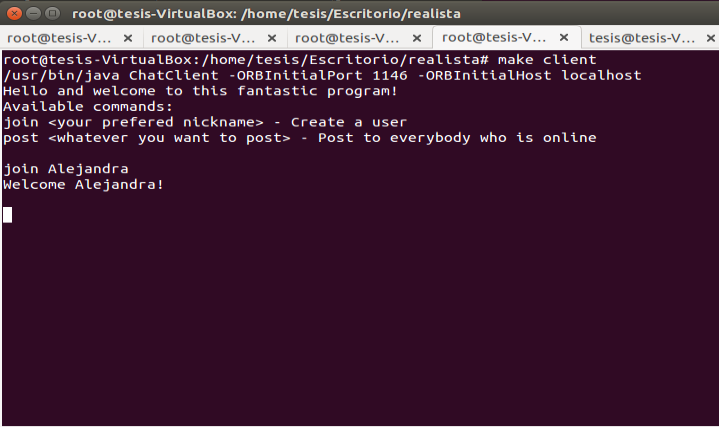 root@tesis-VirtualBox: /home/tesis/Escritorio/realista
root@tesis-V... root@tesis-V... root@tesis-V... root@tesis-V... tesis@tesis-V...
root@tesis-VirtualBox:/home/tesis/Escritorio/realista# make client
/usr/bin/java ChatClient -ORBInitialPort 1146 -ORBInitialHost localhost
Hello and welcome to this fantastic program!
Available commands:
join <your prefered nickname> - Create a user
post <whatever you want to post> - Post to everybody who is online
join Alejandra
Welcome Alejandra!